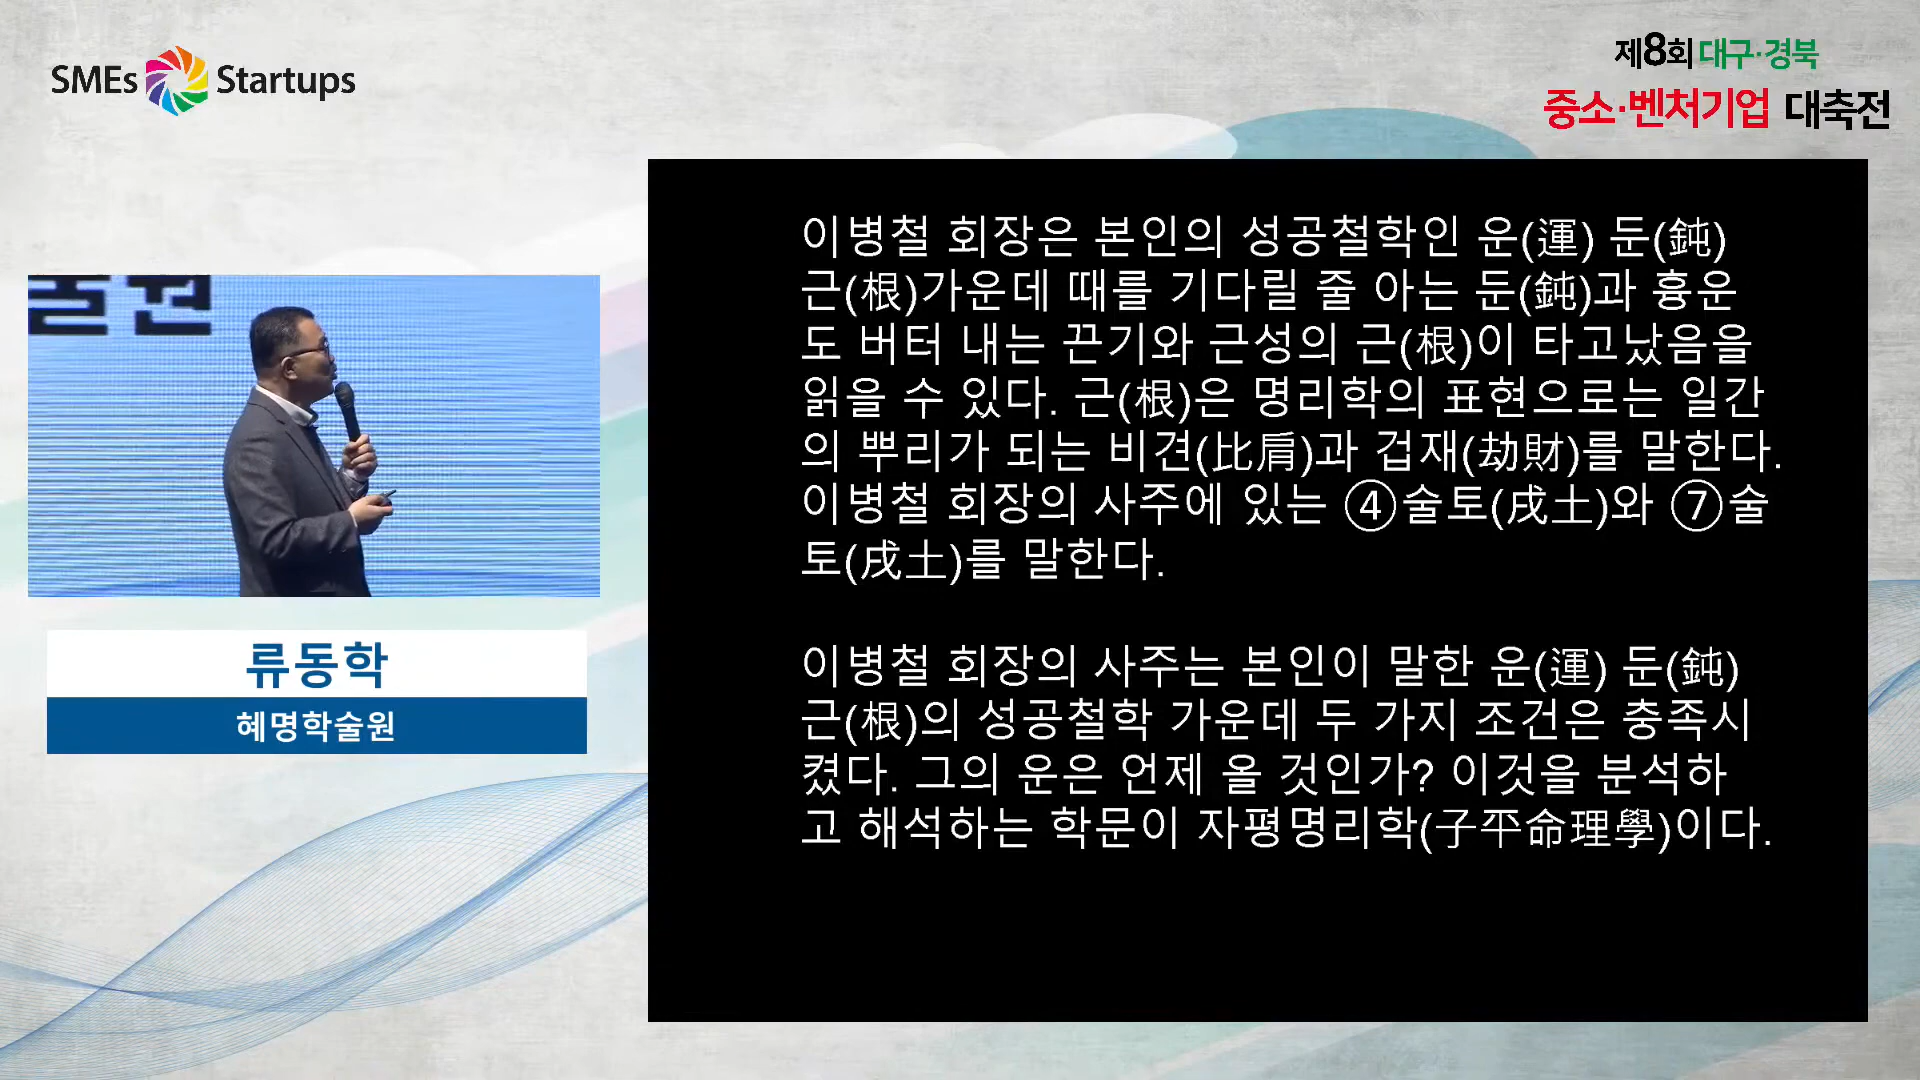 SMEs Startups
제8회 대구·경북
중소·벤처기업 대축전
술원
류동학
혜명학술원
이병철 회장은 본인의 성공철학인 운(運) 둔(鈍)
근(根)가운데 때를 기다릴 줄 아는 둔(鈍)과 흉운
도 버터 내는 끈기와 근성의 근(根)이 타고났음을
읽을 수 있다. 근(根)은 명리학의 표현으로는 일간
의 뿌리가 되는 비견(比肩)과 겁재(劫財)를 말한다.
이병철 회장의 사주에 있는 ④술토(戌土)와 ⑦술
토(戌土)를 말한다.
이병철 회장의 사주는 본인이 말한 운(運) 둔(鈍)
근(根)의 성공철학 가운데 두 가지 조건은 충족시
켰다. 그의 운은 언제 올 것인가? 이것을 분석하
고 해석하는 학문이 자평명리학(子平命理學)이다.